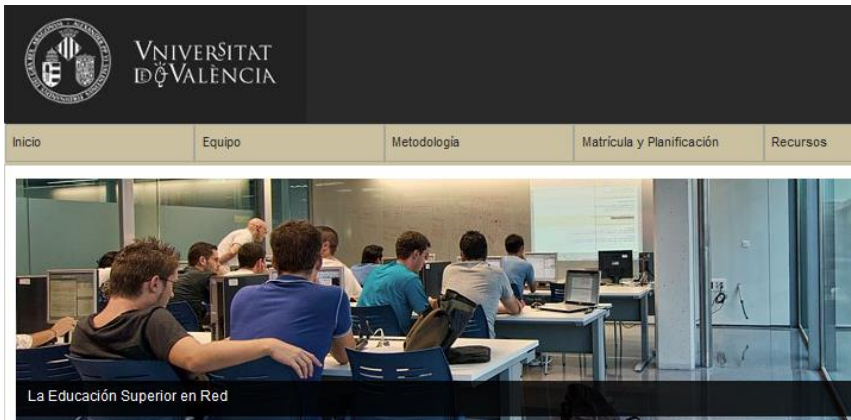 VNIVERSITAT
DE VALÈNCIA
Inicio
Equipo
Metodología
Matrícula y Planificación
Recursos
La Educación Superior en Red